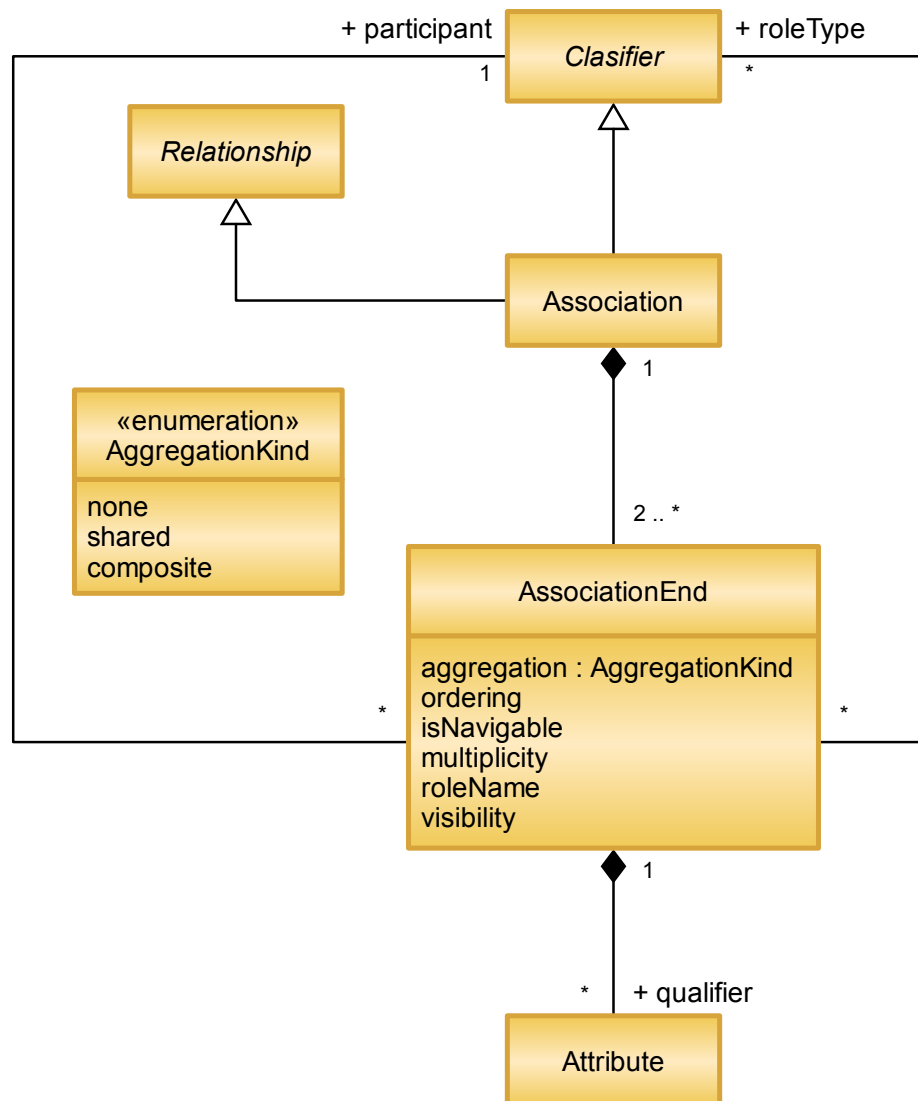 + participant
+ roleType
Clasifier
1
*
Relationship
Association
1
«enumeration»
AggregationKind
none
shared
composite
2 .. *
AssociationEnd
aggregation : AggregationKind
ordering
isNavigable
multiplicity
roleName
visibility
*
*
1
*
+ qualifier
Attribute